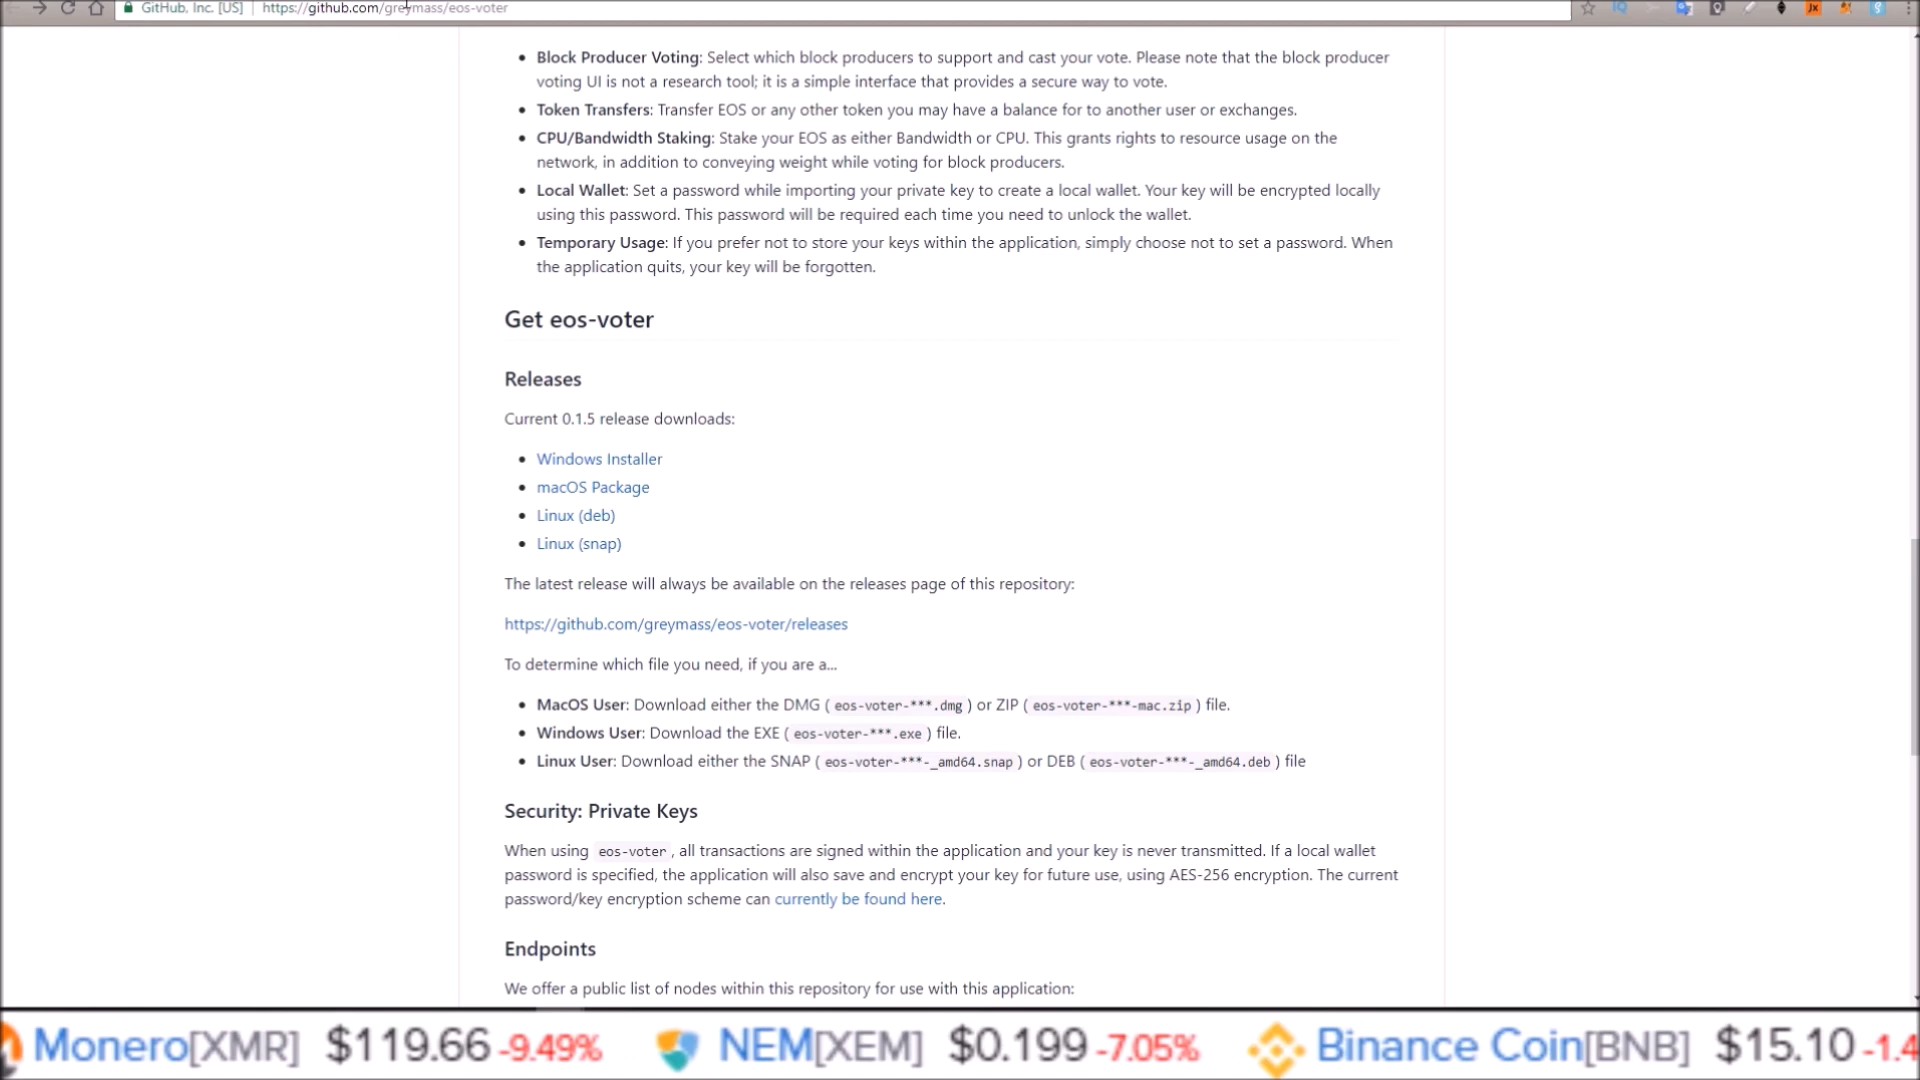 GitHub, Inc. [US] https://github.com/greymass/eos-voter
Block Producer Voting: Select which block producers to support and cast your vote. Please note that the block producer
voting UI is not a research tool; it is a simple interface that provides a secure way to vote.
Token Transfers: Transfer EOS or any other token you may have a balance for to another user or exchanges.
CPU/Bandwidth Staking: Stake your EOS as either Bandwidth or CPU. This grants rights to resource usage on the
network, in addition to conveying weight while voting for block producers.
Local Wallet: Set a password while importing your private key to create a local wallet. Your key will be encrypted locally
using this password. This password will be required each time you need to unlock the wallet.
Temporary Usage: If you prefer not to store your keys within the application, simply choose not to set a password. When
the application quits, your key will be forgotten.
Get eos-voter
Releases
Current 0.1.5 release downloads:
Windows Installer
macOS Package
Linux (deb)
Linux (snap)
The latest release will always be available on the releases page of this repository:
https://github.com/greymass/eos-voter/releases
To determine which file you need, if you are a...
MacOS User: Download either the DMG ( eos-voter-***.dmg ) or ZIP ( eos-voter-***-mac.zip ) file.
Windows User: Download the EXE ( eos-voter-***.exe ) file.
Linux User: Download either the SNAP ( eos-voter-***-_amd64.snap ) or DEB ( eos-voter-***-_amd64.deb ) file
Security: Private Keys
When using eos-voter , all transactions are signed within the application and your key is never transmitted. If a local wallet
password is specified, the application will also save and encrypt your key for future use, using AES-256 encryption. The current
password/key encryption scheme can currently be found here.
Endpoints
We offer a public list of nodes within this repository for use with this application:
Monero[XMR] $119.66 -9.49% NEM[XEM] $0.199 -7.05% Binance Coin[BNB] $15.10 -1.4